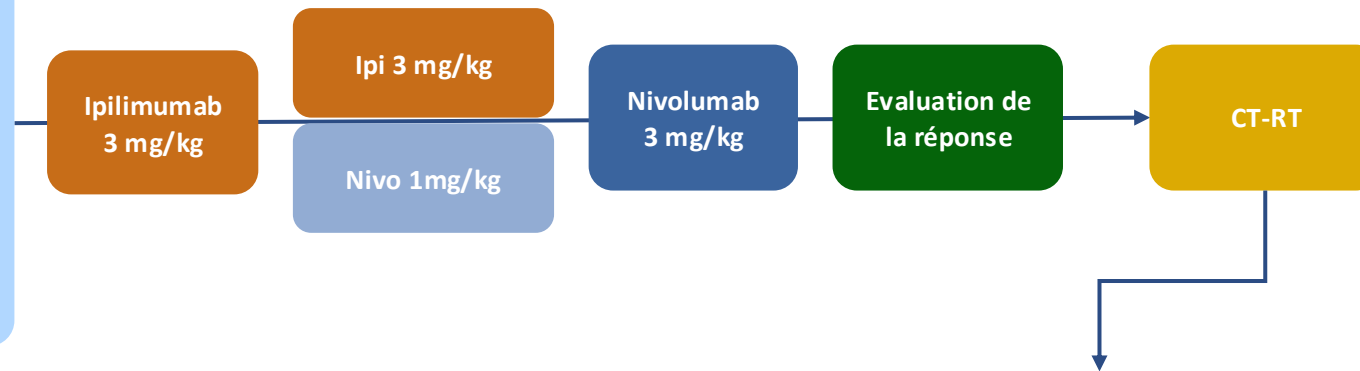 Ipilimumab
3 mg/kg
Ipi 3 mg/kg
Nivo 1mg/kg
Nivolumab
3 mg/kg
Evaluation de
la réponse
CT-RT